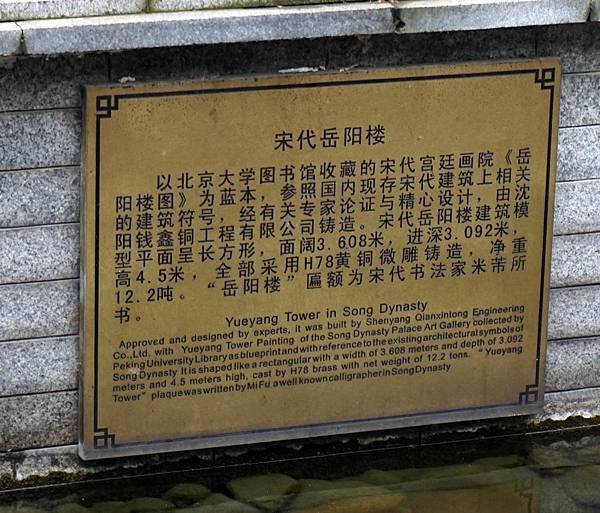 宋代岳阳楼
以北京大学图书馆收藏的宋代宫廷画院《岳
阳楼图》为蓝本，参照国内现存宋代建筑上相关
的建筑符号，经有关专家论证与精心设计，由沈
阳钱鑫铜工程有限公司铸造。宋代岳阳楼建筑模
型平面呈长方形，面阔3.608米，进深3.092米，
高4.5米，全部采用H78黄铜微雕铸造，净重
12.2吨。“岳阳楼”匾额为宋代书法家米芾所
书。
Yueyang Tower in Song Dynasty
Approved and designed by experts, it was built by Shenyang Qianxintong Engineering
Co.,Ltd. with Yueyang Tower Painting of the Song Dynasty Palace Art Gallery collected by
Peking University Library as blueprint and with reference to the existing architectural symbols of
Song Dynasty It is shaped like a rectangular with a width of 3.608 meters and depth of 3.092
meters and 4.5 meters high, cast by H78 brass with net weight of 12.2 tons. “Yueyang
Tower” plaque was written by Mi Fu a well known calligrapher in Song Dynasty